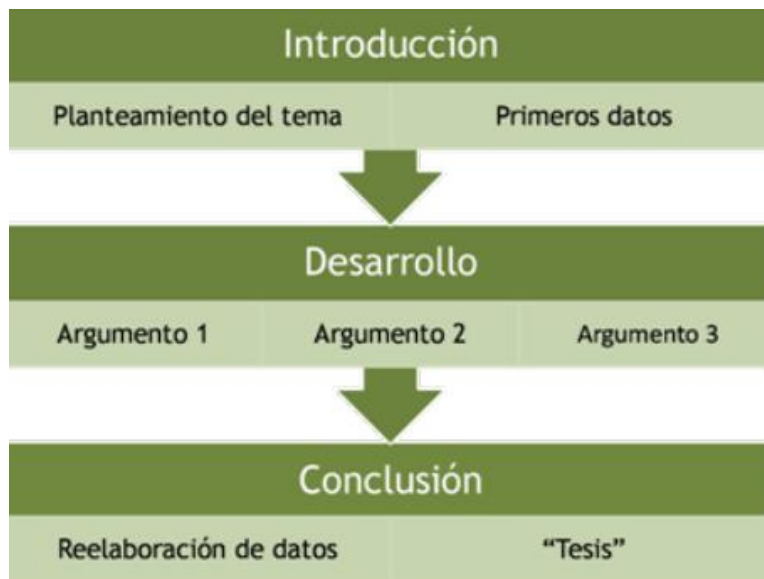 Introducción
Planteamiento del tema
Primeros datos
Desarrollo
Argumento 1
Argumento 2
Argumento 3
Conclusión
Reelaboración de datos
“Tesis”